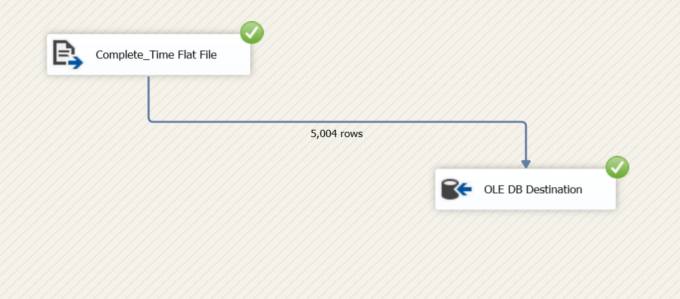 Complete_Time Flat File
5,004 rows
OLE DB Destination